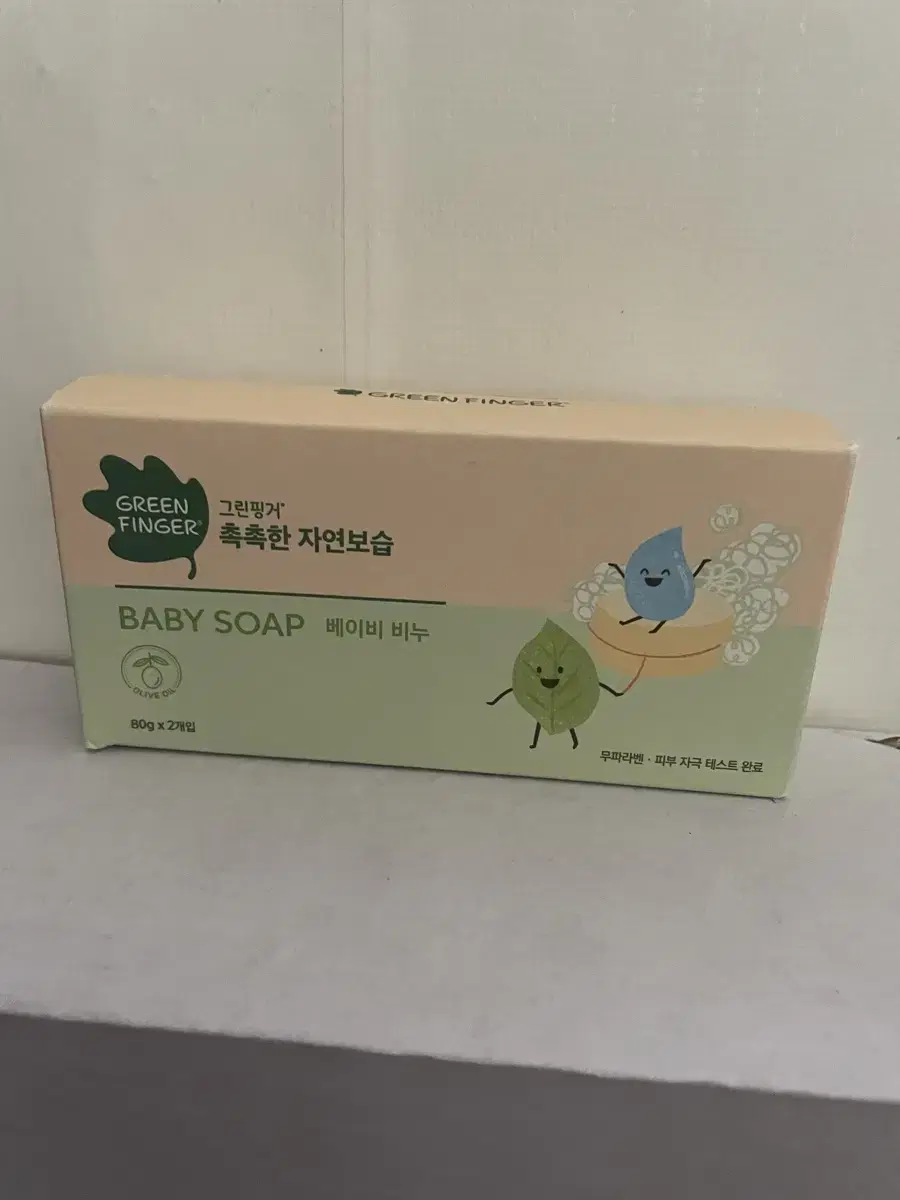 GREEN FINGER
GREEN
FINGER®
그린핑거
촉촉한 자연보습
BABY SOAP 베이비 비누
OLIVE OIL
80g x 2개입
무파라벤 · 피부 자극 테스트 완료